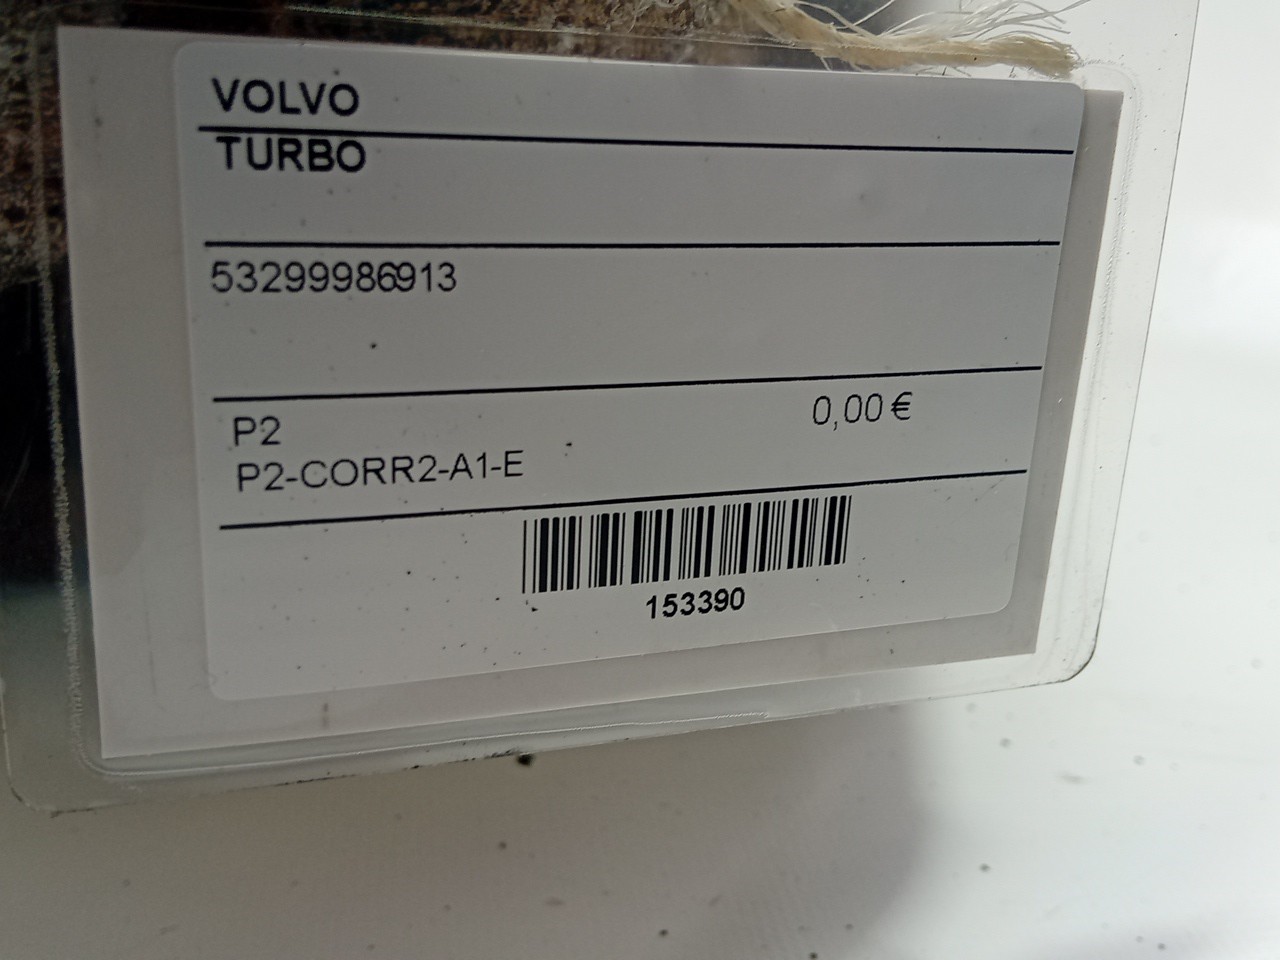 VOLVO
TURBO
53299986913
P2
0,00 €
P2-CORR2-A1-E
153390